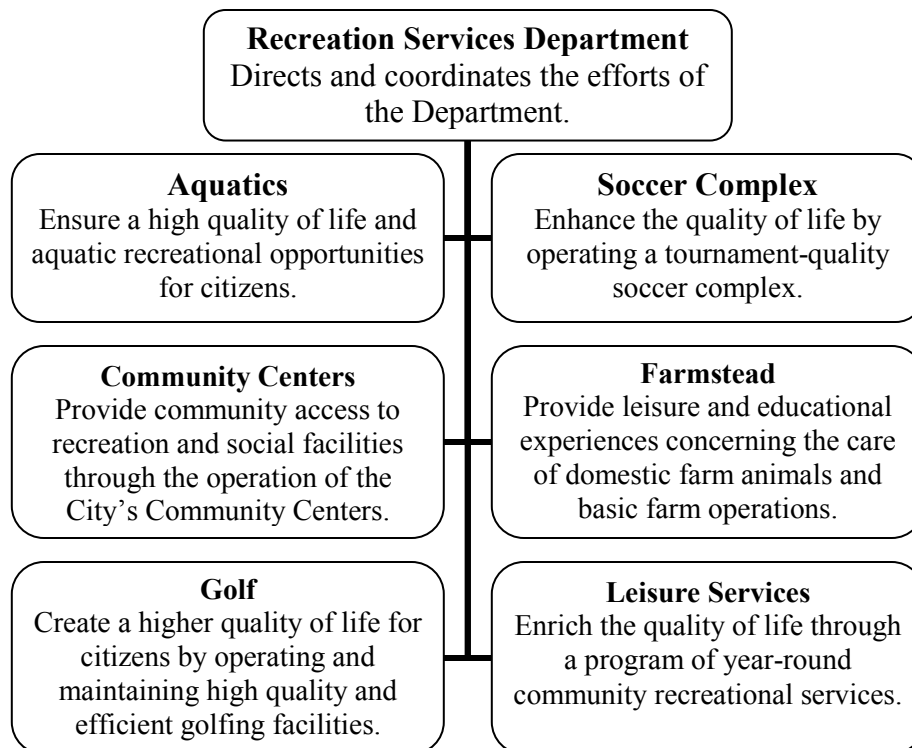 Recreation Services Department
Directs and coordinates the efforts of
the Department.
Aquatics
Ensure a high quality of life and
aquatic recreational opportunities
for citizens.
Soccer Complex
Enhance the quality of life by
operating a tournament-quality
soccer complex.
Community Centers
Provide community access to
recreation and social facilities
through the operation of the
City's Community Centers.
Farmstead
Provide leisure and educational
experiences concerning the care
of domestic farm animals and
basic farm operations.
Golf
Create a higher quality of life for
citizens by operating and
maintaining high quality and
efficient golfing facilities.
Leisure Services
Enrich the quality of life through
a program of year-round
community recreational services.